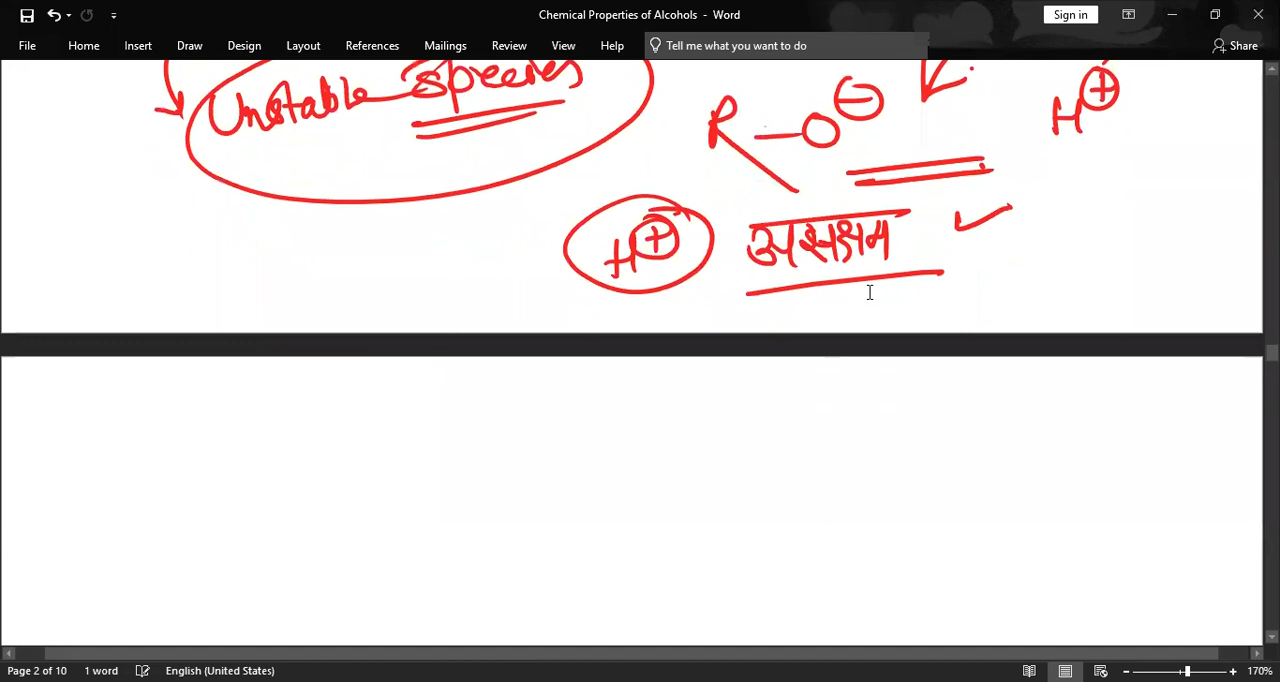 Chemical Properties of Alcohols - Word
Sign in
File Home Insert Draw Design Layout References Mailings Review View Help Tell me what you want to do Share
Unstable Species
R—O⊖
H⊕
H⊕ असक्षम
Page 2 of 10 1 word English (United States) 170%